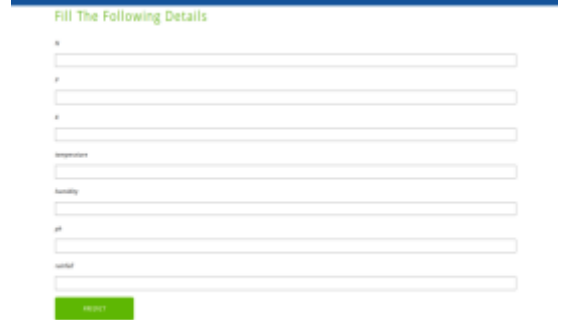 Fill The Following Details
N
P
K
temperature
humidity
pH
rainfall
PREDICT